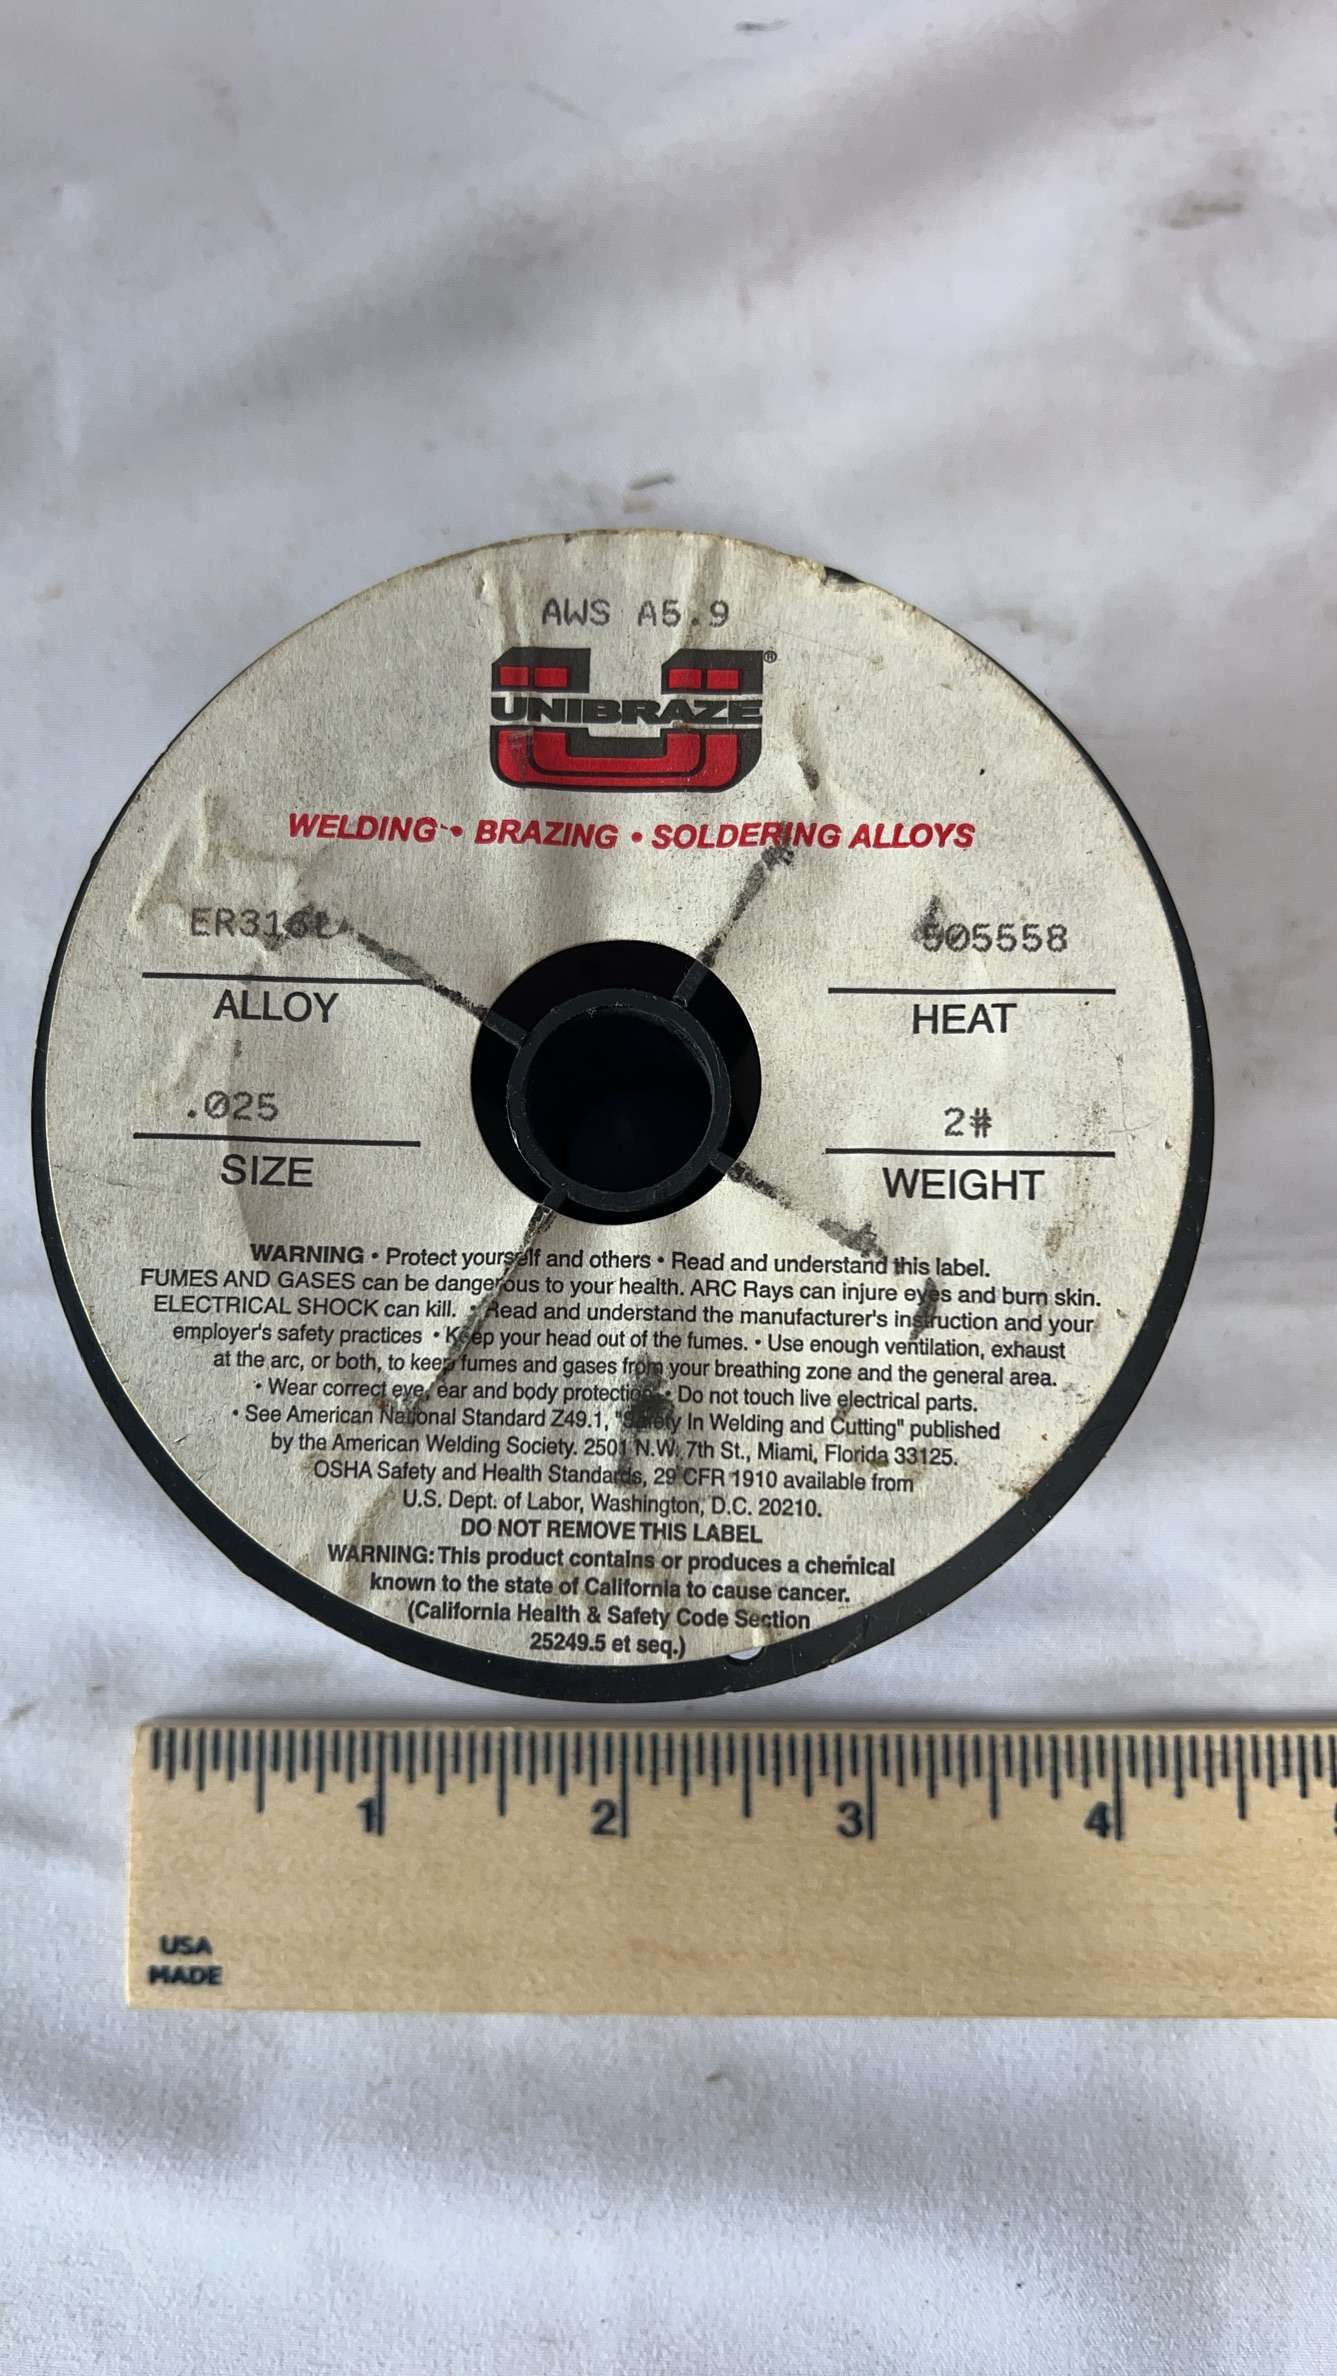 AWS A5.9
UNIBRAZE®
WELDING • BRAZING • SOLDERING ALLOYS
ER316L 505558
ALLOY HEAT
.025 2#
SIZE WEIGHT
WARNING • Protect yourself and others • Read and understand this label.
FUMES AND GASES can be dangerous to your health. ARC Rays can injure eyes and burn skin.
ELECTRICAL SHOCK can kill. • Read and understand the manufacturer's instruction and your
employer's safety practices • Keep your head out of the fumes. • Use enough ventilation, exhaust
at the arc, or both, to keep fumes and gases from your breathing zone and the general area.
• Wear correct eye, ear and body protection. • Do not touch live electrical parts.
• See American National Standard Z49.1, "Safety In Welding and Cutting" published
by the American Welding Society. 2501 N.W. 7th St., Miami, Florida 33125.
OSHA Safety and Health Standards, 29 CFR 1910 available from
U.S. Dept. of Labor, Washington, D.C. 20210.
DO NOT REMOVE THIS LABEL
WARNING: This product contains or produces a chemical
known to the state of California to cause cancer.
(California Health & Safety Code Section
25249.5 et seq.)
1 2 3 4
USA
MADE